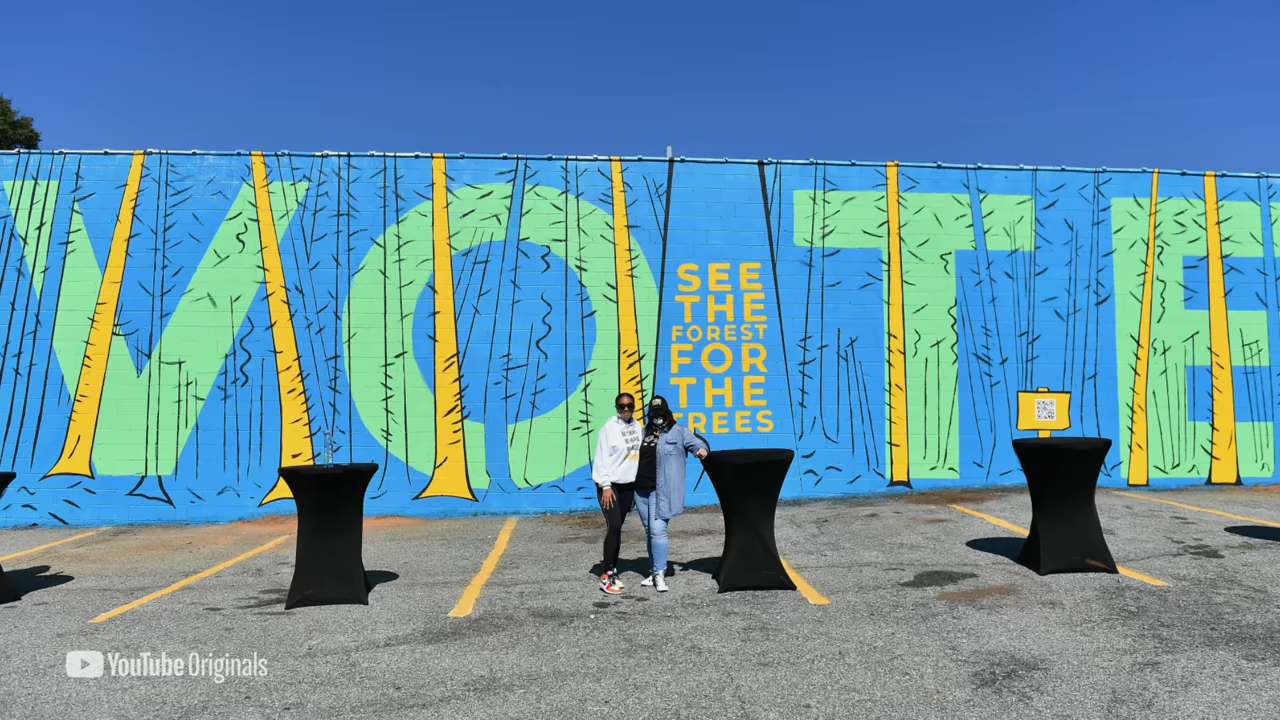 VOTE
SEE
THE
FOREST
FOR
THE
TREES
YouTube Originals